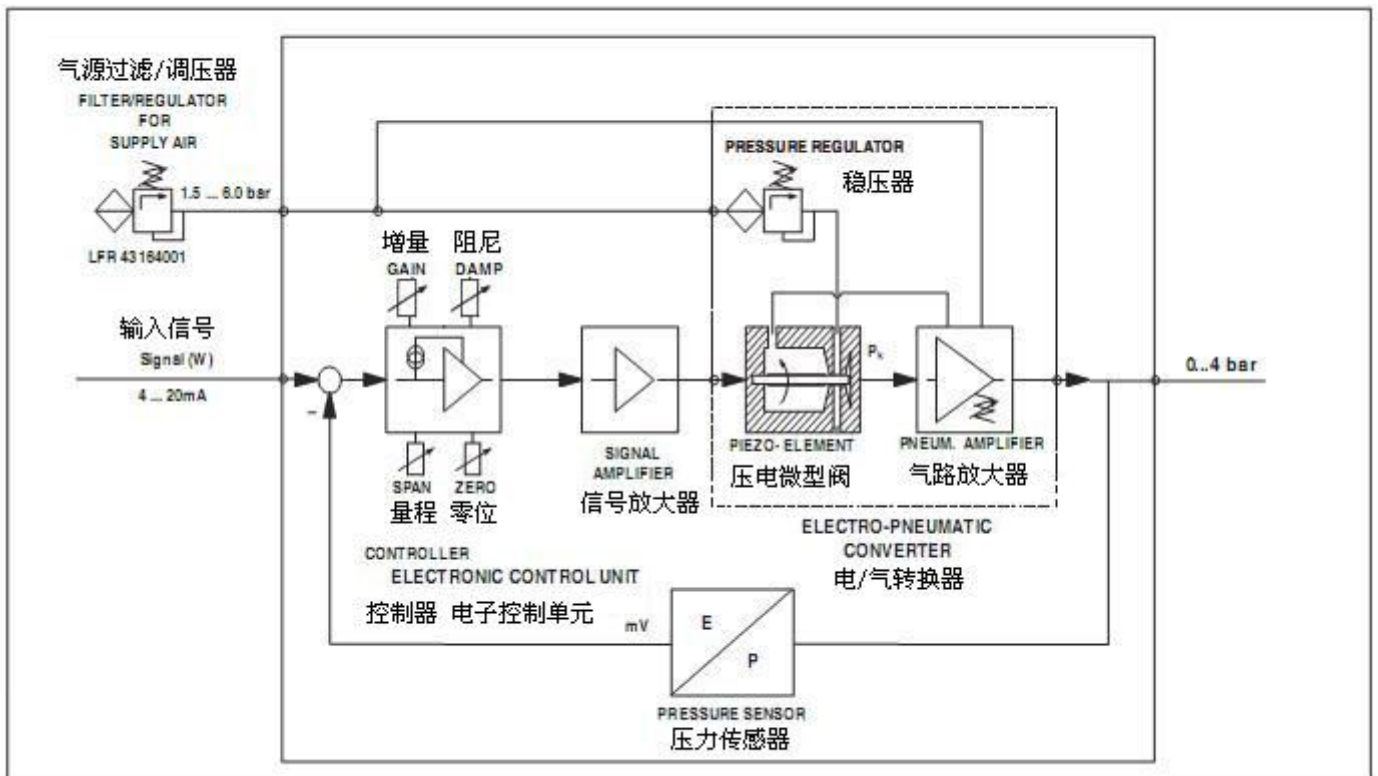 气源过滤/调压器
FILTER/REGULATOR
FOR
SUPPLY AIR
1.5 ... 6.0 bar
LFR 43164001
PRESSURE REGULATOR
稳压器
增量
GAIN
阻尼
DAMP
输入信号
Signal (W)
4 ... 20mA
–
Pk
0...4 bar
SPAN
量程
ZERO
零位
SIGNAL
AMPLIFIER
信号放大器
PIEZO- ELEMENT
压电微型阀
PNEUM. AMPLIFIER
气路放大器
ELECTRO-PNEUMATIC
CONVERTER
电/气转换器
CONTROLLER
ELECTRONIC CONTROL UNIT
控制器 电子控制单元
mV
E
P
PRESSURE SENSOR
压力传感器